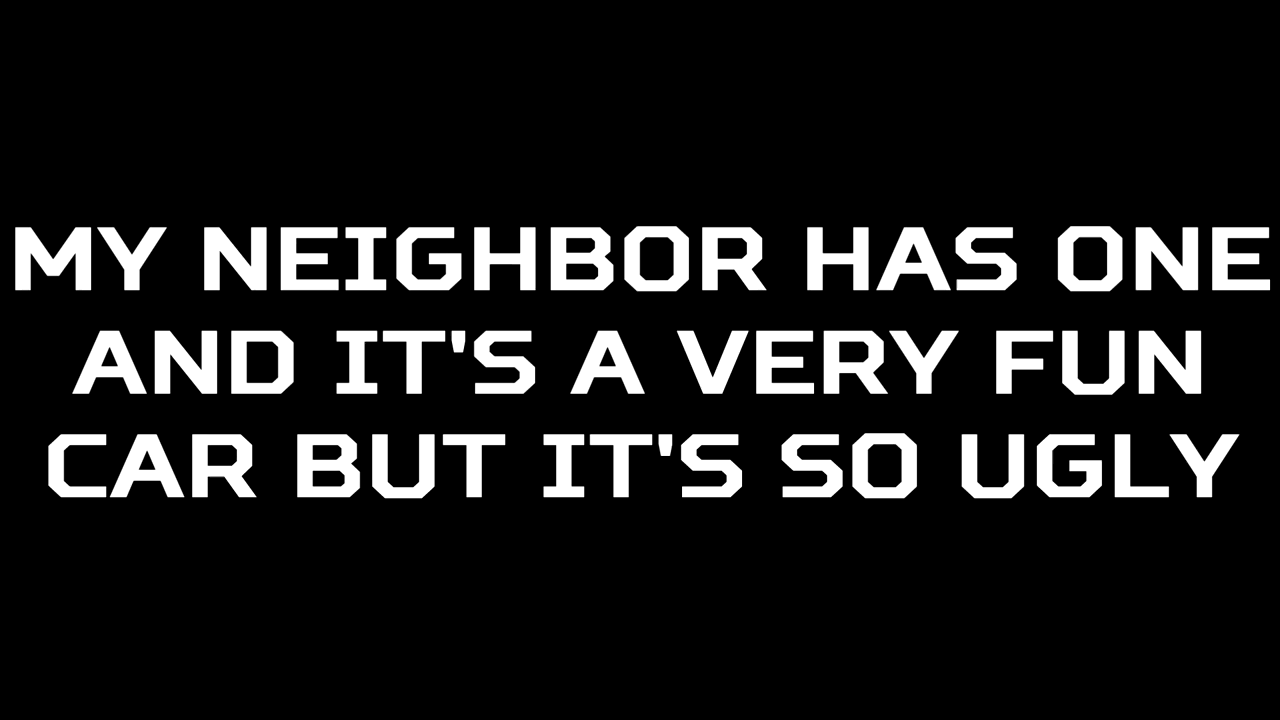 MY NEIGHBOR HAS ONE
AND IT'S A VERY FUN
CAR BUT IT'S SO UGLY